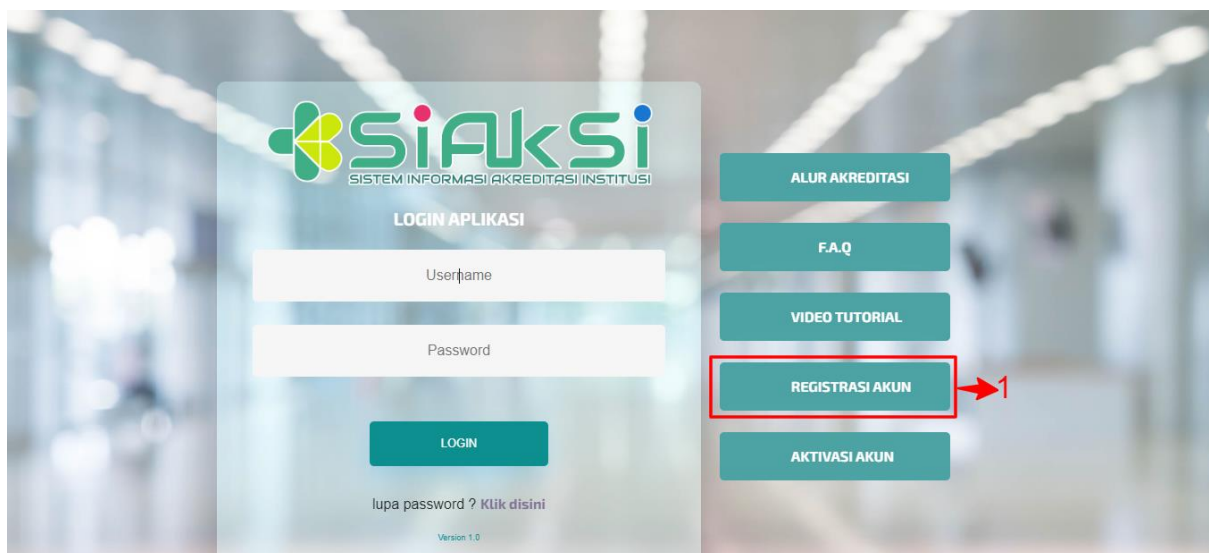 SiAkSi
SISTEM INFORMASI AKREDITASI INSTITUSI
LOGIN APLIKASI
Username
Password
LOGIN
lupa password ? Klik disini
Version 1.0
ALUR AKREDITASI
F.A.Q
VIDEO TUTORIAL
REGISTRASI AKUN
1
AKTIVASI AKUN